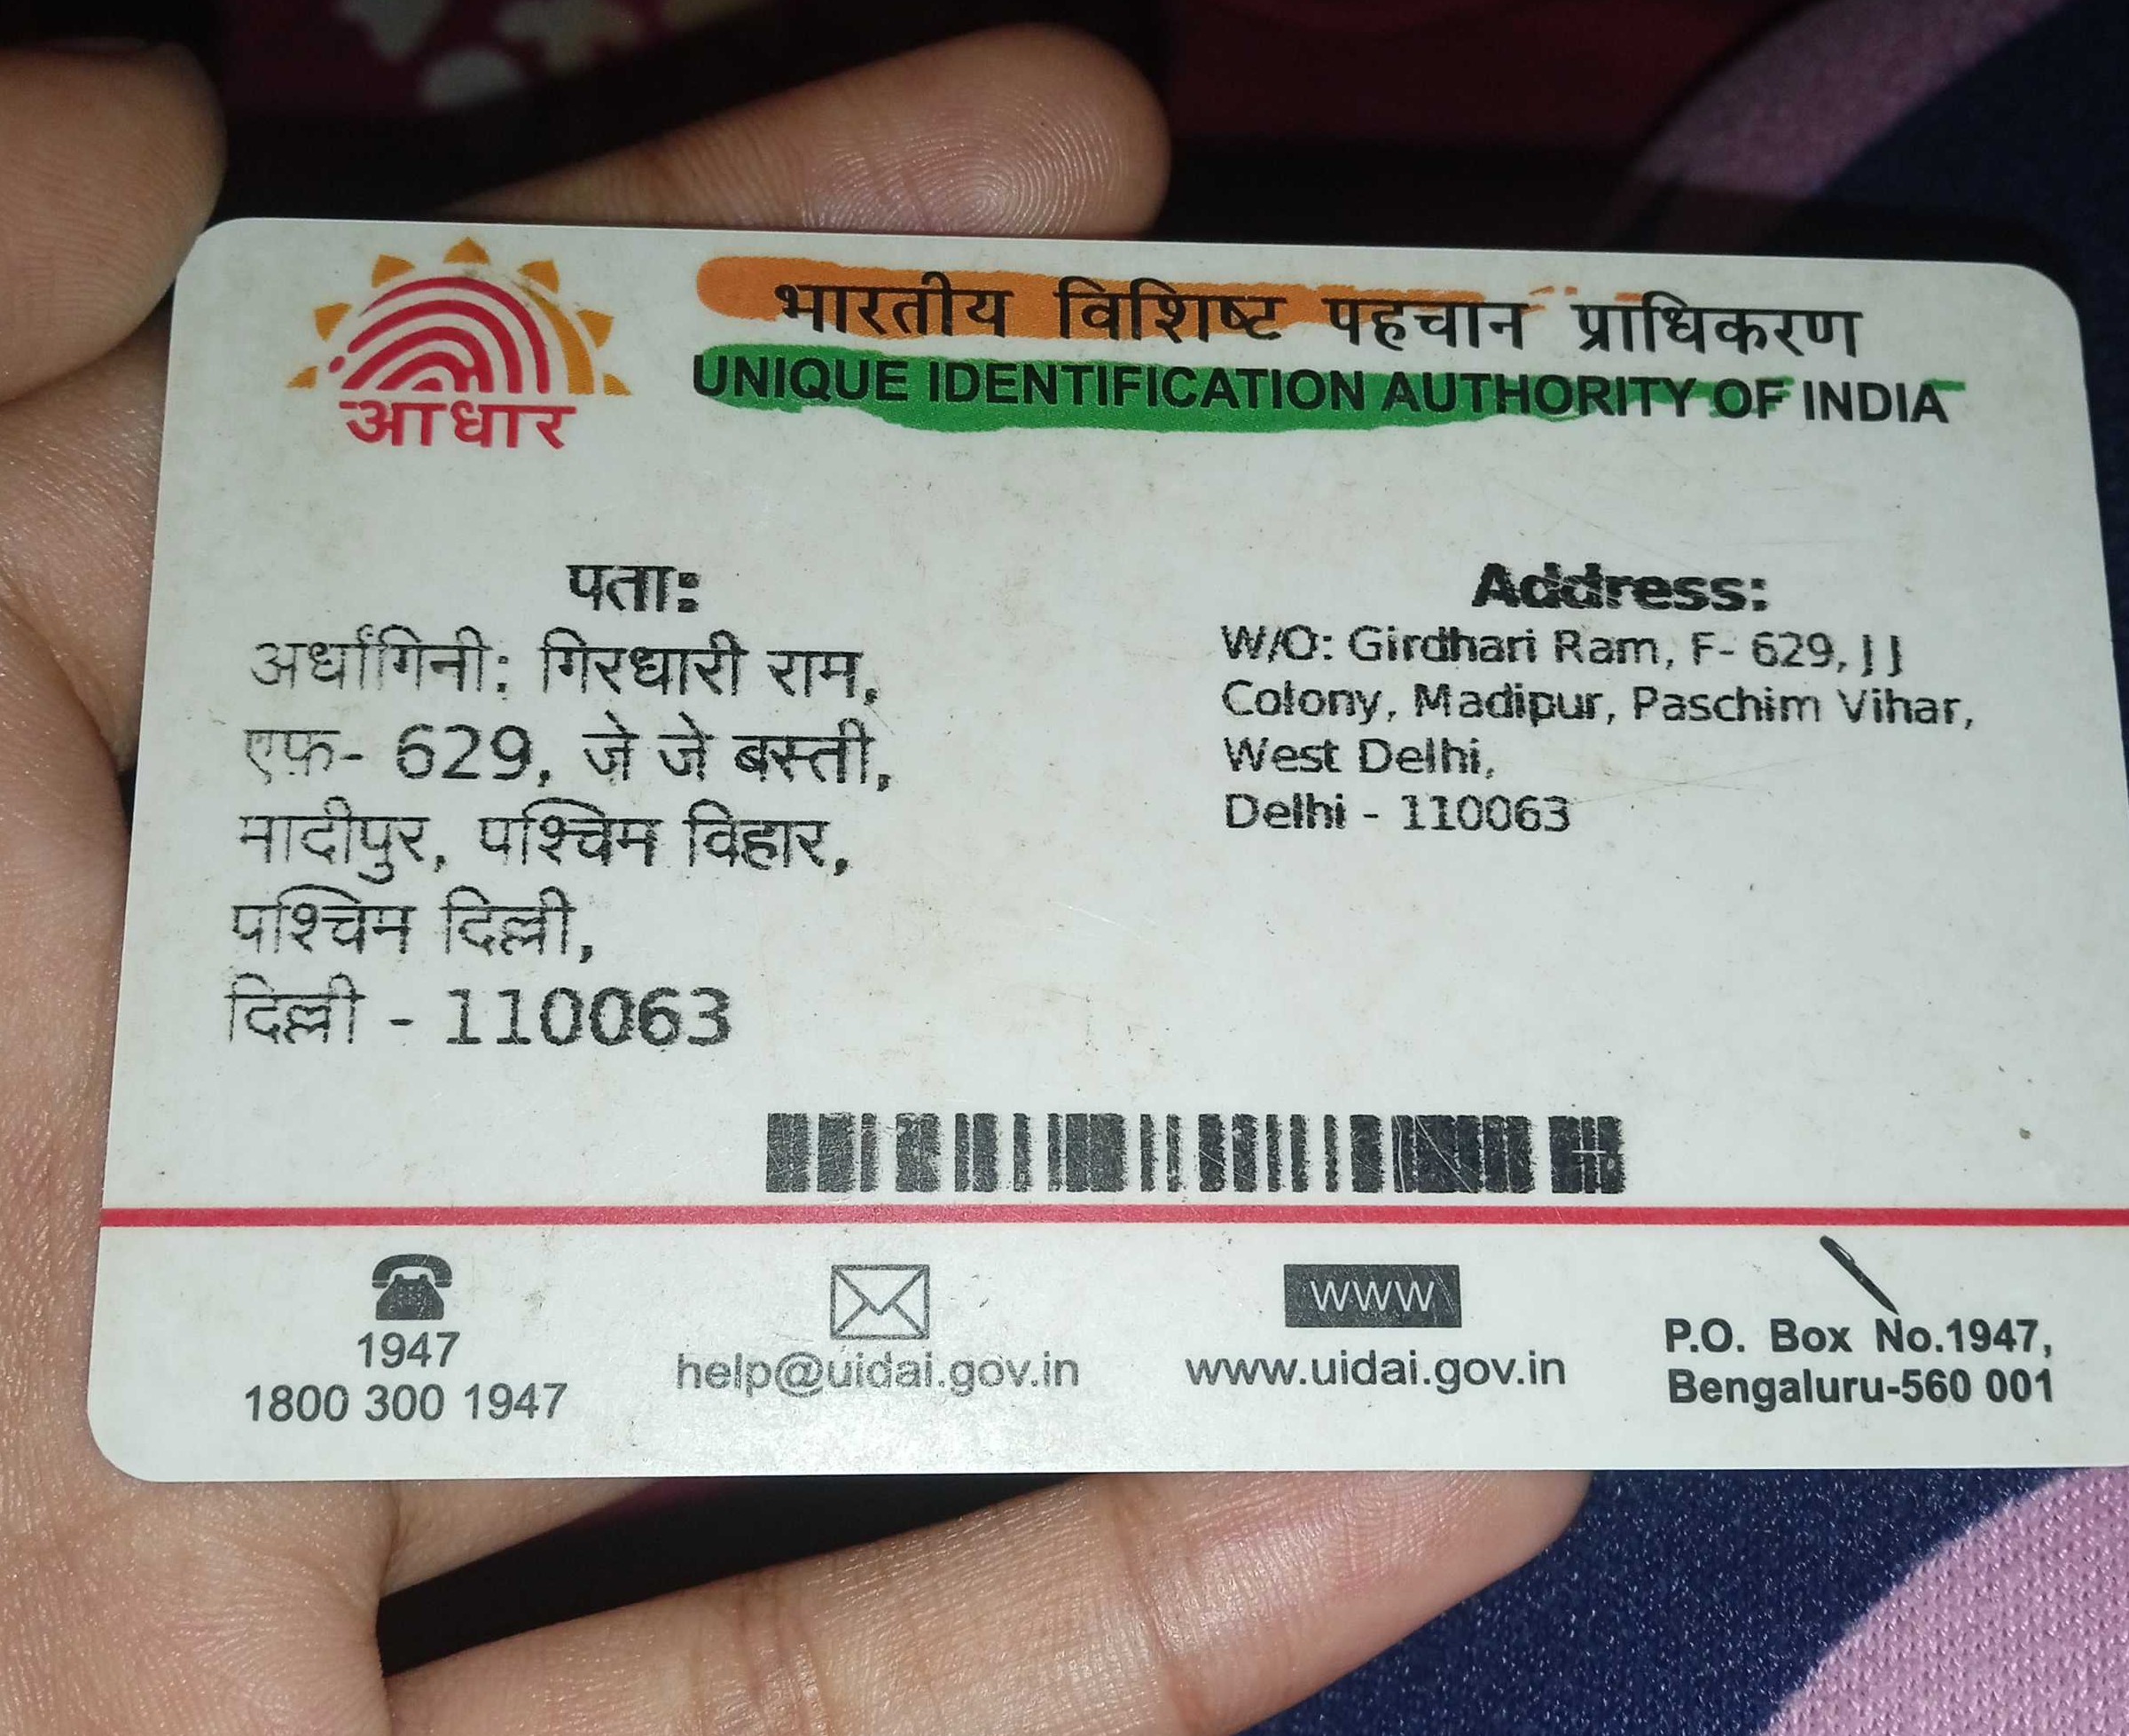 आधार
भारतीय विशिष्ट पहचान प्राधिकरण
UNIQUE IDENTIFICATION AUTHORITY OF INDIA
पता:
अर्धांगिनी: गिरधारी राम,
एफ़- 629, जे जे बस्ती,
मादीपुर, पश्चिम विहार,
पश्चिम दिल्ली,
दिल्ली - 110063
Address:
W/O: Girdhari Ram, F- 629, J J
Colony, Madipur, Paschim Vihar,
West Delhi,
Delhi - 110063
1947
1800 300 1947
help@uidai.gov.in
WWW
www.uidai.gov.in
P.O. Box No.1947,
Bengaluru-560 001